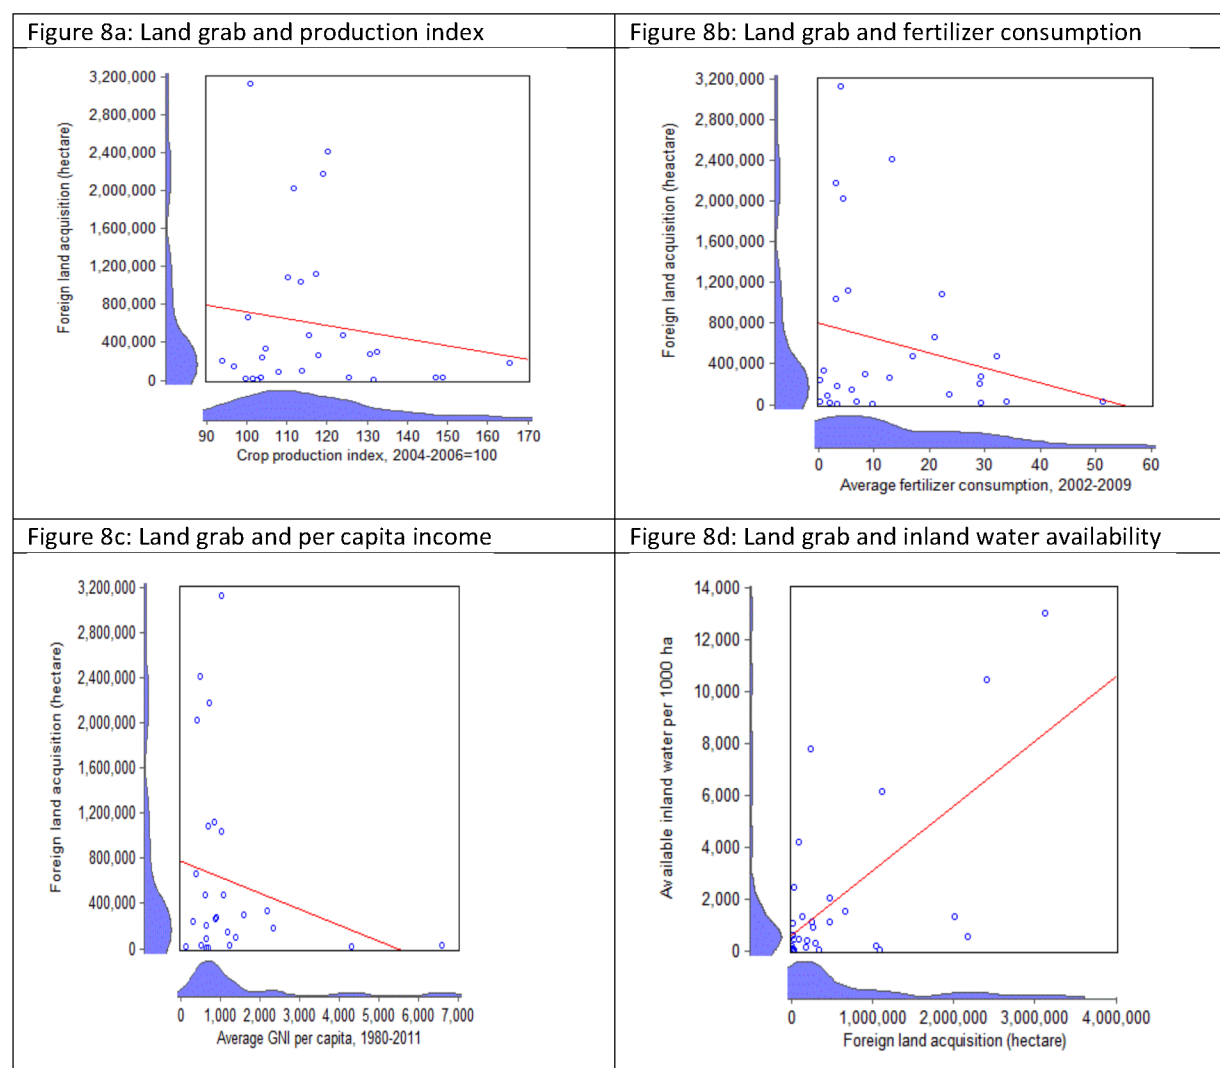 Figure 8a: Land grab and production index
Foreign land acquisition (hectare)
3,200,000
2,800,000
2,400,000
2,000,000
1,600,000
1,200,000
800,000
400,000
0
90 100 110 120 130 140 150 160 170
Crop production index, 2004-2006=100
Figure 8b: Land grab and fertilizer consumption
Foreign land acquisition (heactare)
3,200,000
2,800,000
2,400,000
2,000,000
1,600,000
1,200,000
800,000
400,000
0
0 10 20 30 40 50 60
Average fertilizer consumption, 2002-2009
Figure 8c: Land grab and per capita income
Foreign land acquisition (hectare)
3,200,000
2,800,000
2,400,000
2,000,000
1,600,000
1,200,000
800,000
400,000
0
0 1,000 2,000 3,000 4,000 5,000 6,000 7,000
Average GNI per capita, 1980-2011
Figure 8d: Land grab and inland water availability
Available inland water per 1000 ha
14,000
12,000
10,000
8,000
6,000
4,000
2,000
0
0 1,000,000 2,000,000 3,000,000 4,000,000
Foreign land acquisition (hectare)